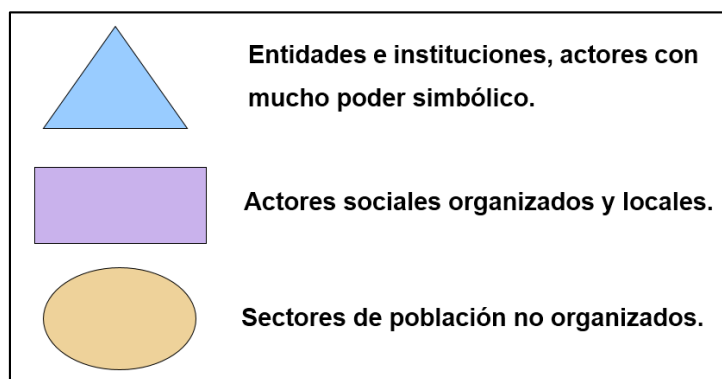 Entidades e instituciones, actores con
mucho poder simbólico.
Actores sociales organizados y locales.
Sectores de población no organizados.